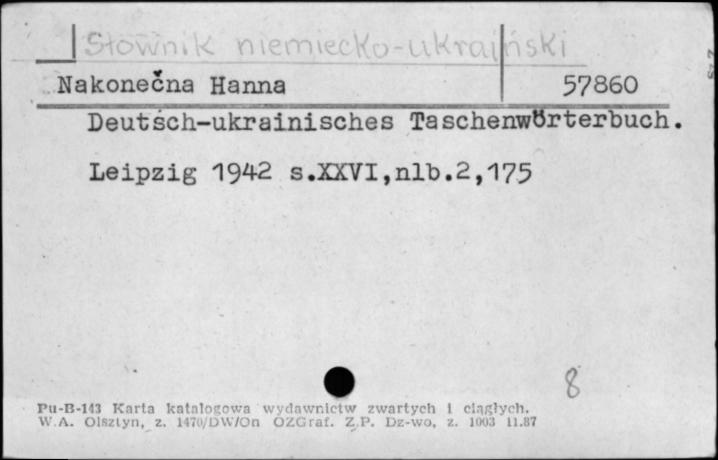 Słownik niemiecko-ukraiński
Nakonečna Hanna 57860
Deutsch-ukrainisches Taschenwörterbuch.
Leipzig 1942 s.XXVI,nlb.2,175
8
Pu-B-143 Karta katalogowa wydawnictw zwartych i ciągłych.
W.A. Olsztyn, z. 1470/DW/On OZGraf. Z.P. Dz-wo, z. 1003 11.87